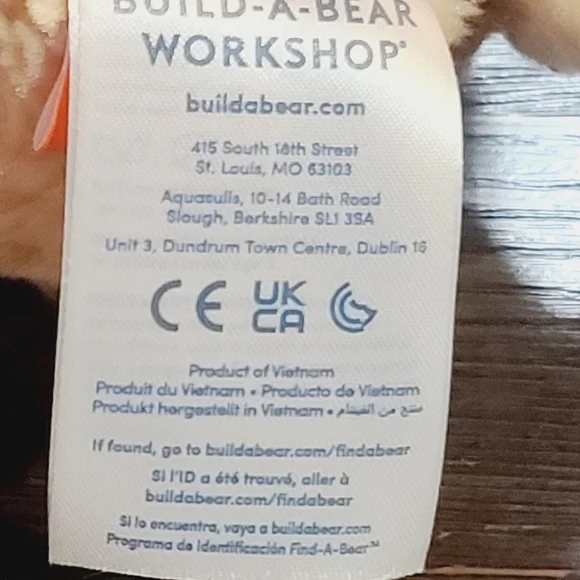 BUILD-A-BEAR
WORKSHOP®
buildabear.com
415 South 18th Street
St. Louis, MO 63103
Aquasulis, 10-14 Bath Road
Slough, Berkshire SL1 3SA
Unit 3, Dundrum Town Centre, Dublin 16
CE UK CA
Product of Vietnam
Produit du Vietnam • Producto de Vietnam
Produkt hergestellt in Vietnam • منتج من الفيتنام
If found, go to buildabear.com/findabear
Si l'ID a été trouvé, aller à
buildabear.com/findabear
Si lo encuentra, vaya a buildabear.com
Programa de Identificación Find-A-Bear™